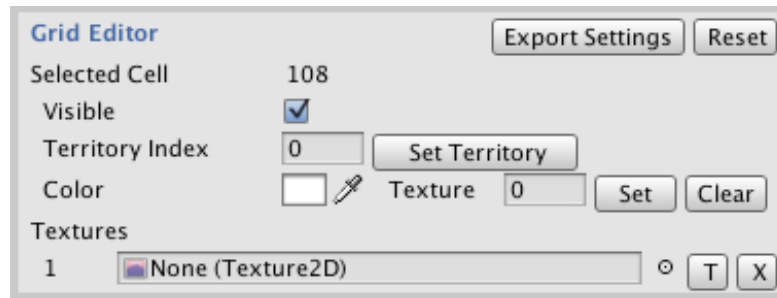 Grid Editor Export Settings Reset
Selected Cell 108
Visible
Territory Index 0 Set Territory
Color Texture 0 Set Clear
Textures
1 None (Texture2D) T X